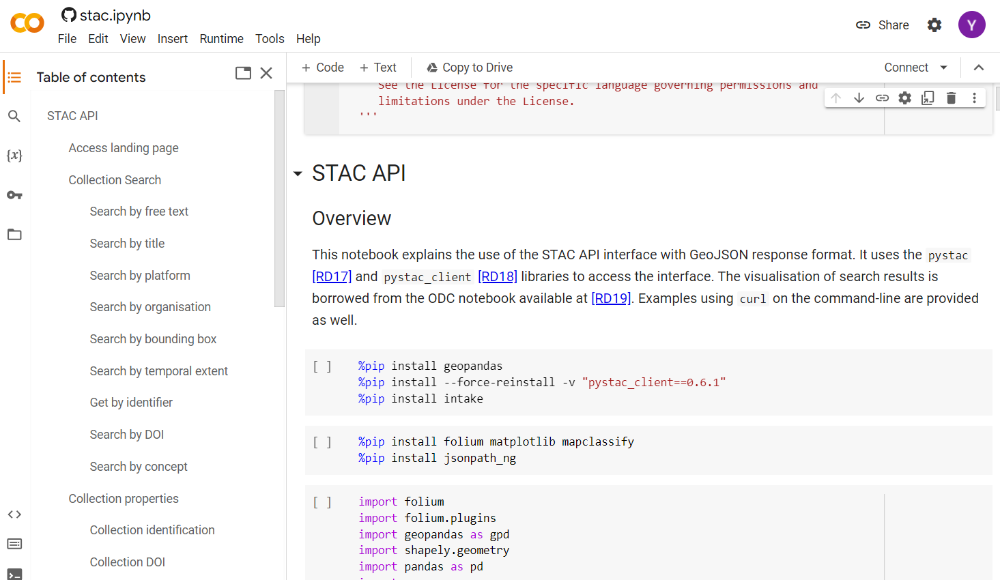 stac.ipynb
File Edit View Insert Runtime Tools Help
Share
Y
Table of contents
STAC API
Access landing page
Collection Search
Search by free text
Search by title
Search by platform
Search by organisation
Search by bounding box
Search by temporal extent
Get by identifier
Search by DOI
Search by concept
Collection properties
Collection identification
Collection DOI
{x}
+ Code + Text Copy to Drive Connect
See the License for the specific language governing permissions and
limitations under the License.
'''
STAC API
Overview
This notebook explains the use of the STAC API interface with GeoJSON response format. It uses the pystac
[RD17] and pystac_client [RD18] libraries to access the interface. The visualisation of search results is
borrowed from the ODC notebook available at [RD19]. Examples using curl on the command-line are provided
as well.
[ ] %pip install geopandas
%pip install --force-reinstall -v "pystac_client==0.6.1"
%pip install intake
[ ] %pip install folium matplotlib mapclassify
%pip install jsonpath_ng
[ ] import folium
import folium.plugins
import geopandas as gpd
import shapely.geometry
import pandas as pd